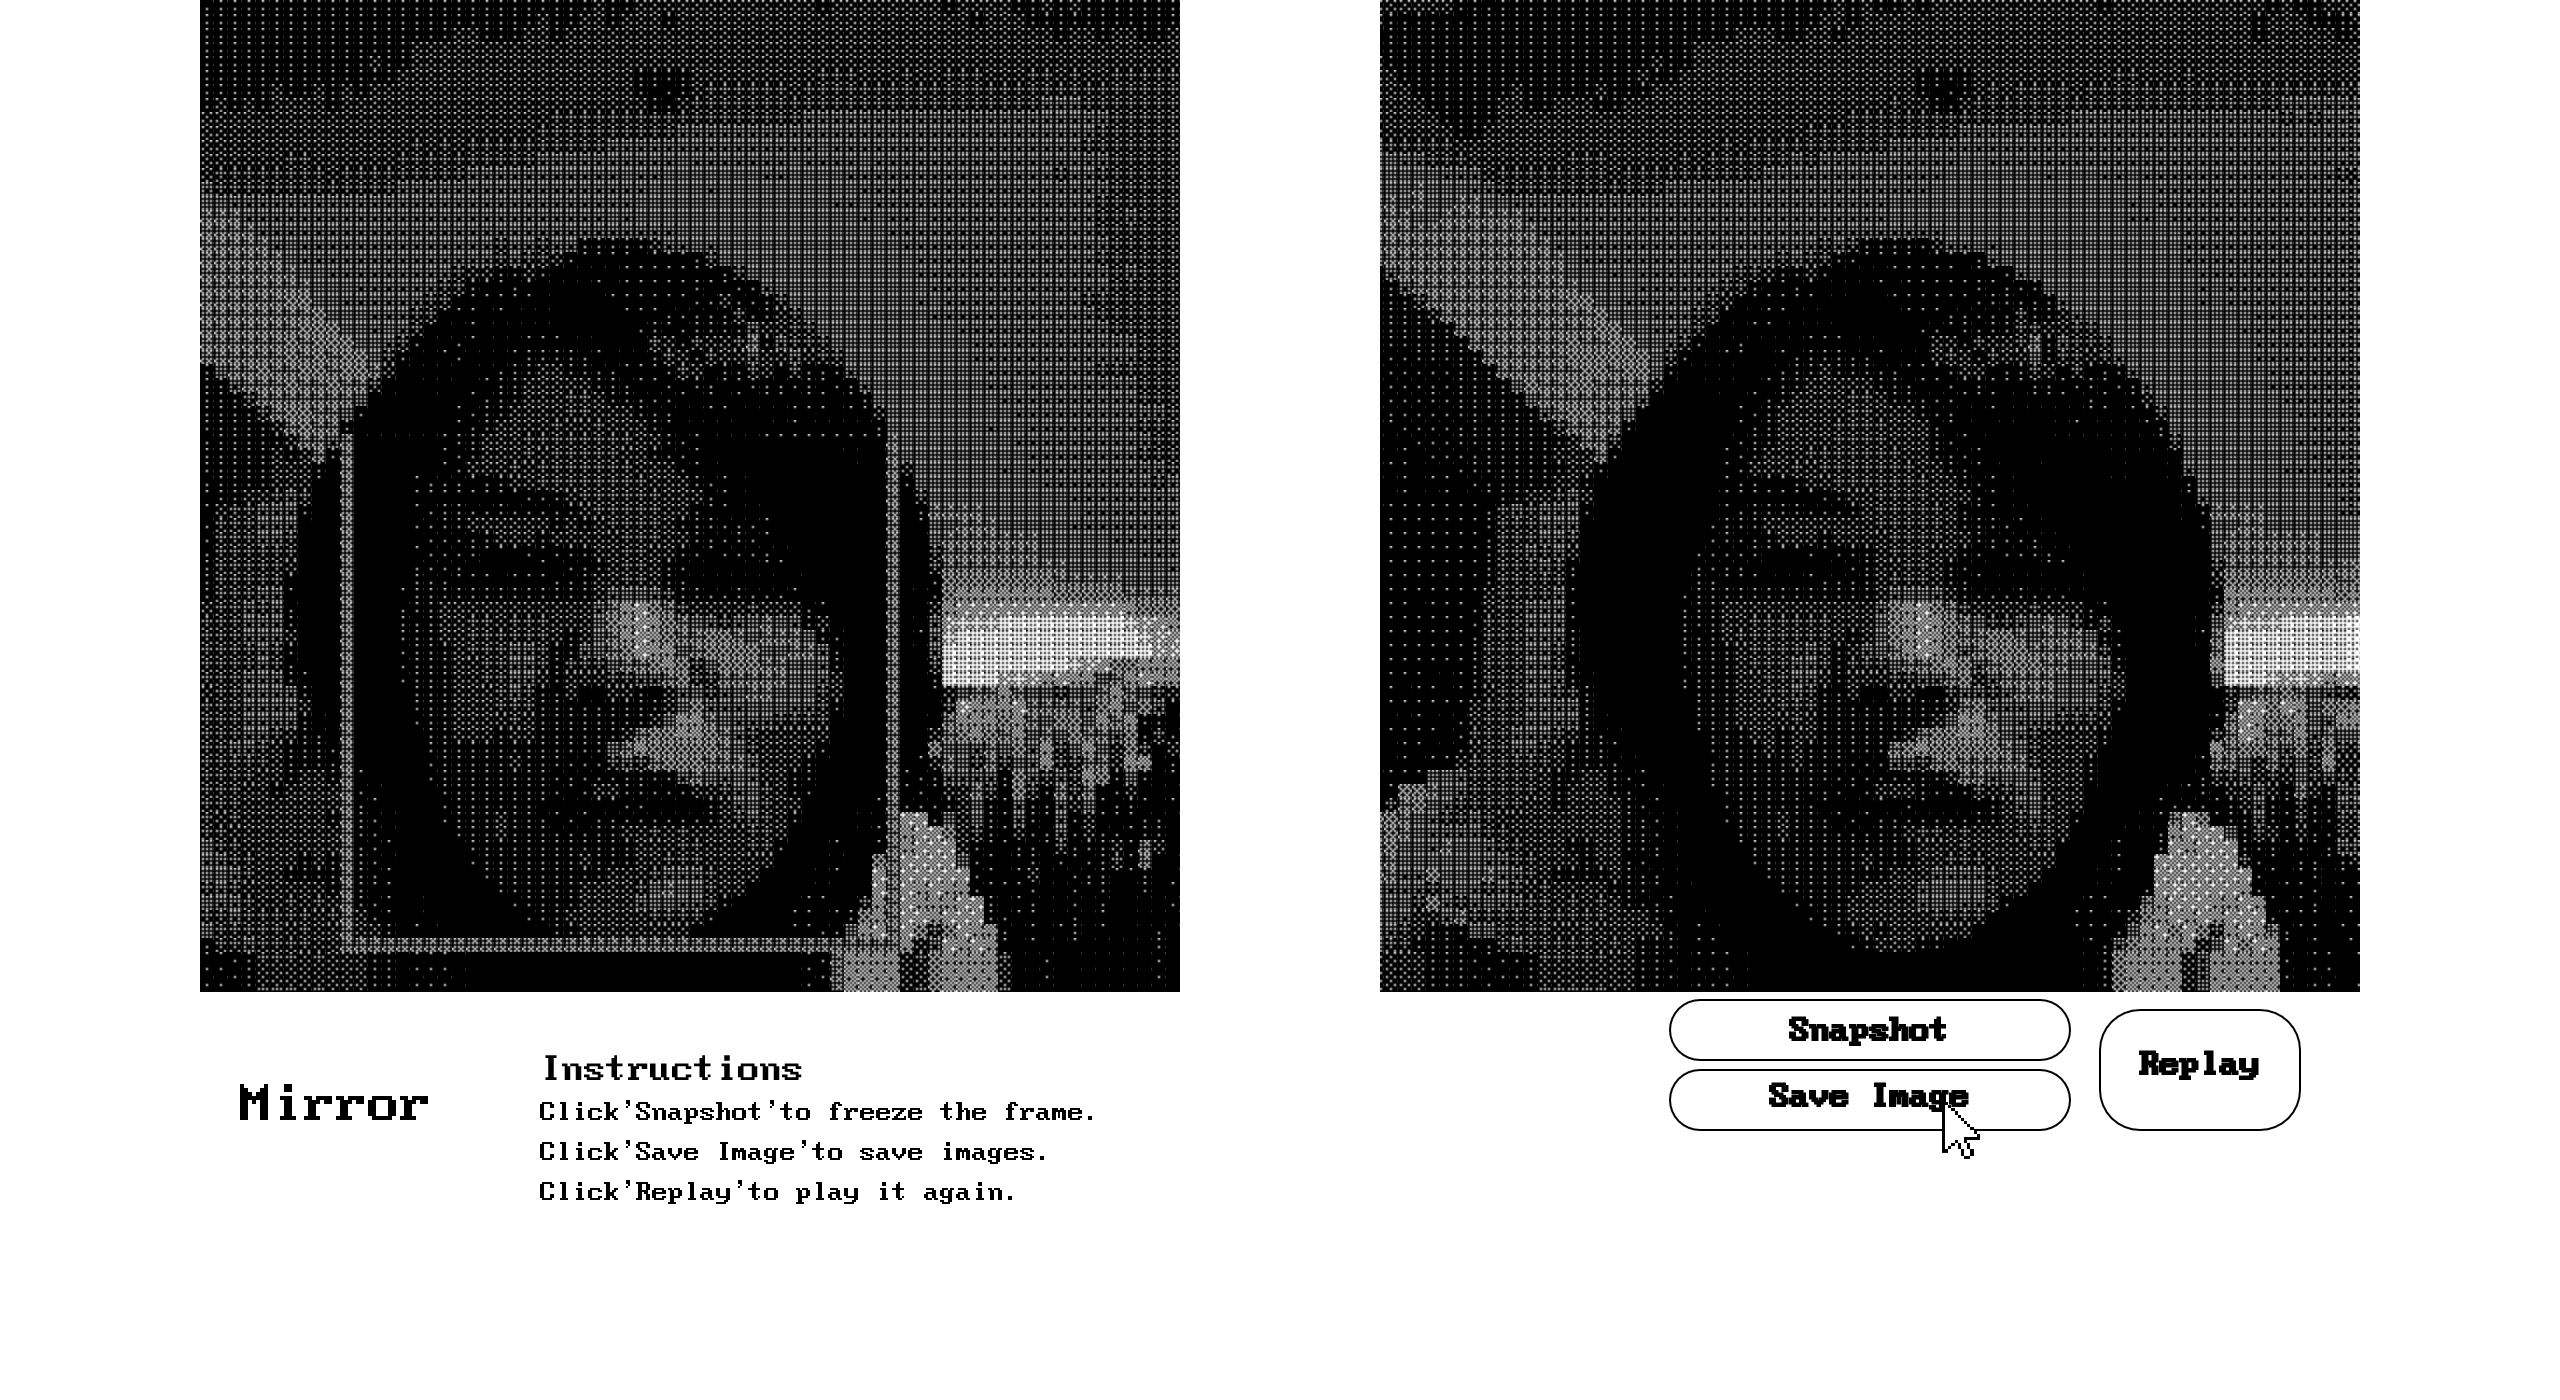 Mirror
Instructions
Click'Snapshot'to freeze the frame.
Click'Save Image'to save images.
Click'Replay'to play it again.
Snapshot
Save Image
Replay